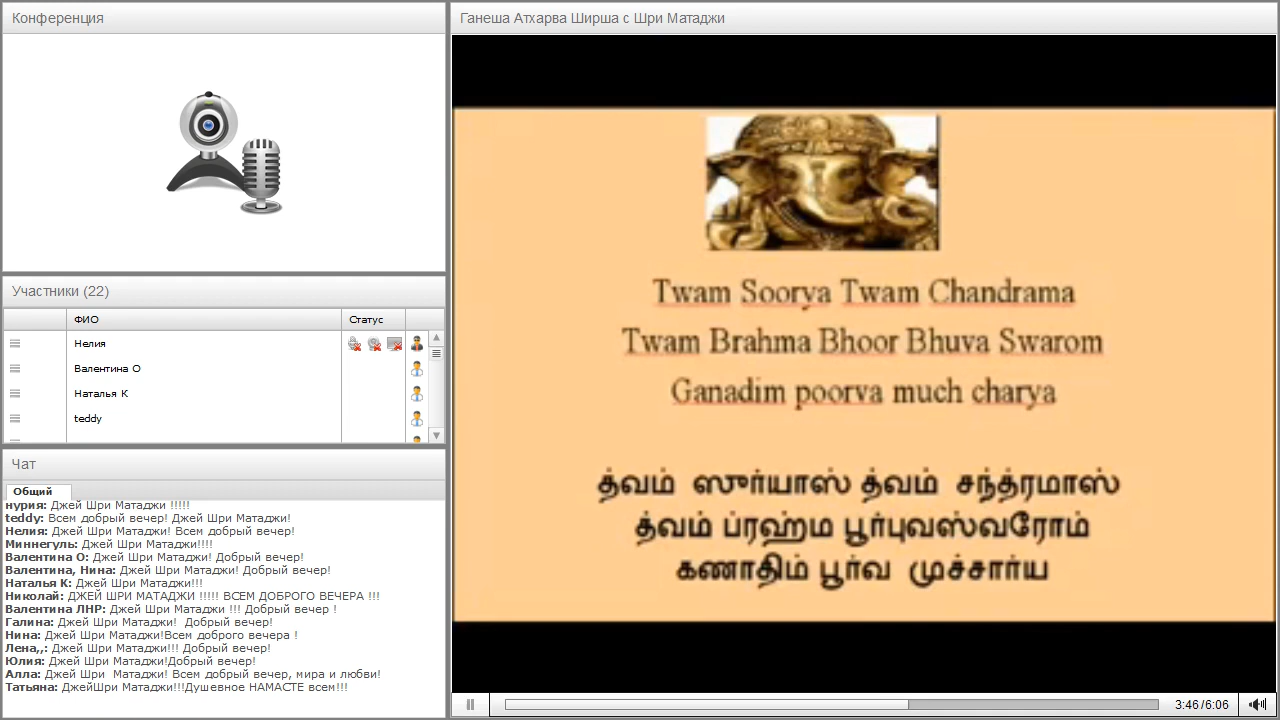 Конференция
Участники (22)
ФИО
Статус
Нелия
Валентина О
Наталья К
teddy
Чат
Общий
нурия: Джей Шри Матаджи !!!!!
teddy: Всем добрый вечер! Джей Шри Матаджи!
Нелия: Джей Шри Матаджи! Всем добрый вечер!
Миннегуль: Джей Шри Матаджи!!!!
Валентина О: Джей Шри Матаджи! Добрый вечер!
Валентина, Нина: Джей Шри Матаджи! Добрый вечер!
Наталья К: Джей Шри Матаджи!!!
Николай: ДЖЕЙ ШРИ МАТАДЖИ !!!!! ВСЕМ ДОБРОГО ВЕЧЕРА !!!
Валентина ЛНР: Джей Шри Матаджи !!! Добрый вечер !
Галина: Джей Шри Матаджи!  Добрый вечер!
Нина: Джей Шри Матаджи!Всем доброго вечера !
Лена,,: Джей Шри Матаджи!!! Добрый вечер!
Юлия: Джей Шри Матаджи!Добрый вечер!
Алла: Джей Шри  Матаджи! Всем добрый вечер, мира и любви!
Татьяна: ДжейШри Матаджи!!!Душевное НАМАСТЕ всем!!!
Ганеша Атхарва Ширша с Шри Матаджи
Twam Soorya Twam Chandrama
Twam Brahma Bhoor Bhuva Swarom
Ganadim poorva much charya
த்வம் ஸூர்யாஸ் த்வம் சந்த்ரமாஸ்
த்வம் ப்ரஹ்ம பூர்புவஸ்வரோம்
கணாதிம் பூர்வ முச்சார்ய
3:46/6:06